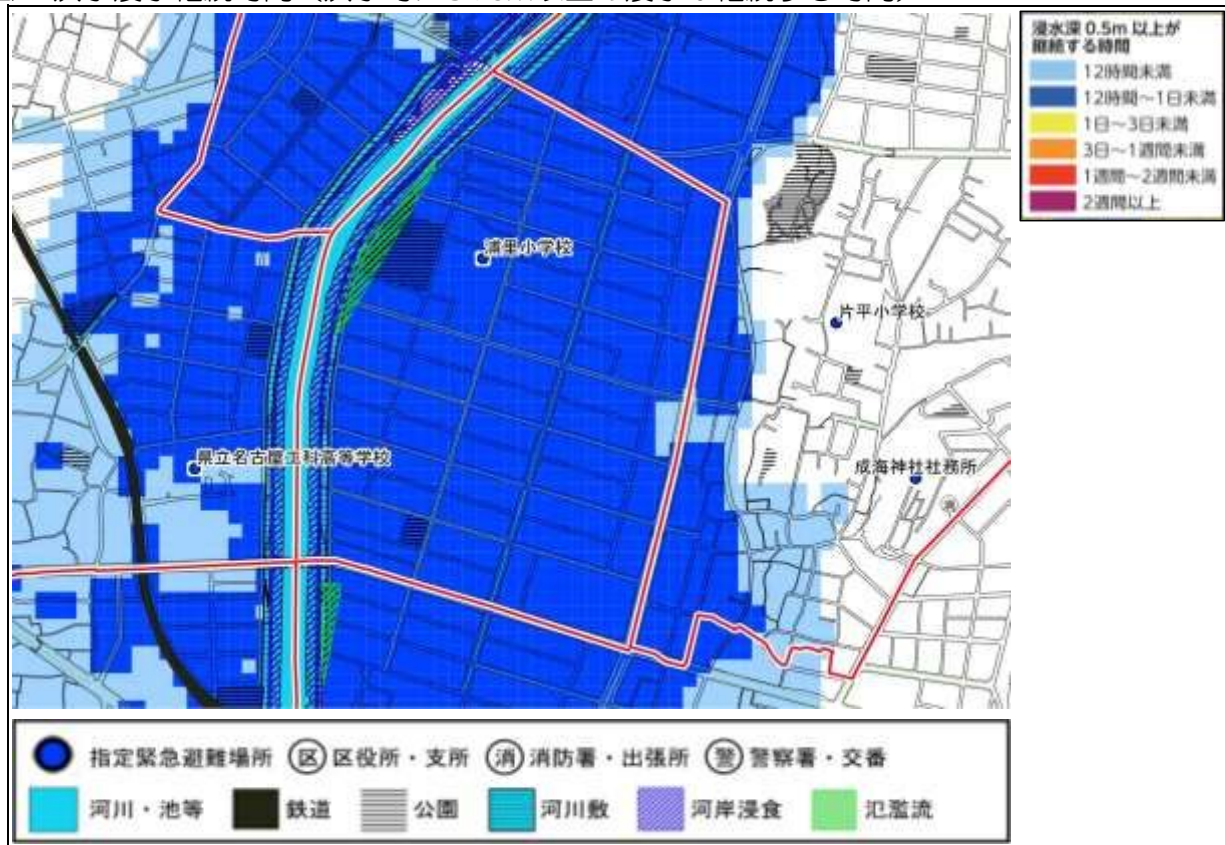 浸水深 0.5m 以上が
継続する時間
12時間未満
12時間～1日未満
1日～3日未満
3日～1週間未満
1週間～2週間未満
2週間以上
浦里小学校
片平小学校
県立名古屋工科高等学校
成海神社社務所
指定緊急避難場所 区 区役所・支所 消 消防署・出張所 警 警察署・交番
河川・池等 鉄道 公園 河川敷 河岸浸食 氾濫流